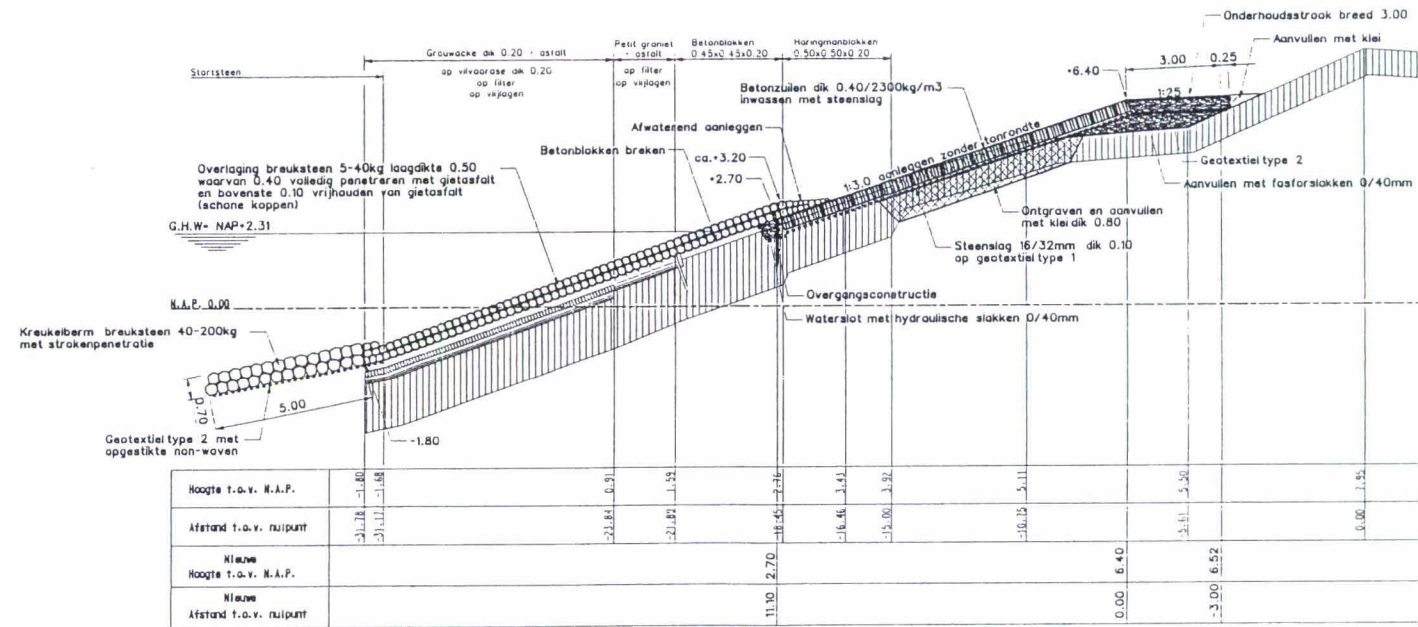 Onderhoudsstrook breed 3.00
Aanvullen met klei
3.00 0.25
+6.40
1:25
Stortsteen
Grauwacke dik 0.20 + asfalt
op vilvoordse dik 0.20
op filter
op vlijlagen
Petit graniet
+ asfalt
op filter
op vlijlagen
Betonblokken
0.45x0.45x0.20
Haringmanblokken
0.50x0.50x0.20
Betonzuilen dik 0.40/2300kg/m3
inwassen met steenslag
Afwaterend aanleggen
Betonblokken breken
ca.+3.20
+2.70
1:3.0 aanleggen zonder tonrondte
Overlaging breuksteen 5-40kg laagdikte 0.50
waarvan 0.40 volledig penetreren met gietasfalt
en bovenste 0.10 vrijhouden van gietasfalt
(schone koppen)
G.H.W= NAP+2.31
Geotextiel type 2
Aanvullen met fosforslakken 0/40mm
Ontgraven en aanvullen
met klei dik 0.80
Steenslag 16/32mm dik 0.10
op geotextiel type 1
Overgangsconstructie
N.A.P. 0.00
Waterslot met hydraulische slakken 0/40mm
Kreukelberm breuksteen 40-200kg
met strokenpenetratie
0.70
5.00
-1.80
Geotextiel type 2 met
opgestikte non-woven
Hoogte t.o.v. N.A.P. -1.80 -1.68 0.91 1.59 2.76 3.43 3.92 5.11 5.50 7.95
Afstand t.o.v. nulpunt -31.78 -31.17 -23.84 -21.89 -18.45 -16.46 -15.00 -10.75 -5.61 0.00
Nieuwe
Hoogte t.o.v. N.A.P. 2.70 6.40 6.52
Nieuwe
Afstand t.o.v. nulpunt 11.10 0.00 -3.00